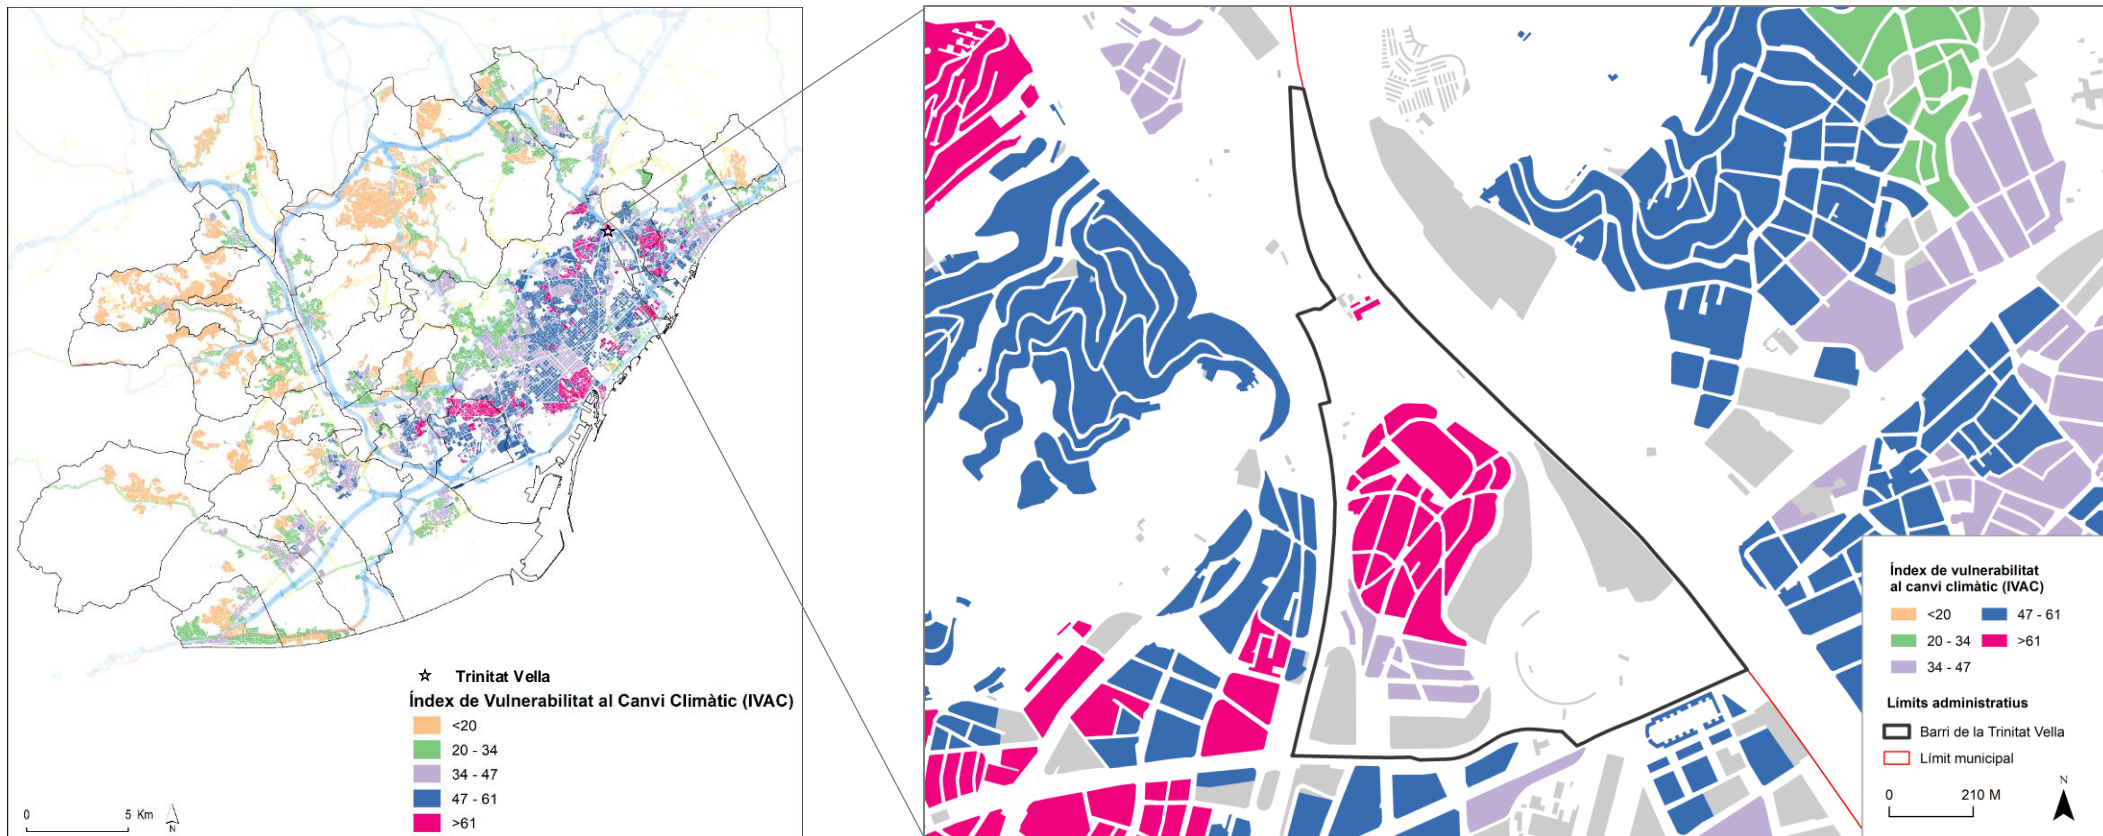 Trinitat Vella
Índex de Vulnerabilitat al Canvi Climàtic (IVAC)
<20
20 - 34
34 - 47
47 - 61
>61
0 5 Km
N
Índex de vulnerabilitat
al canvi climàtic (IVAC)
<20 47 - 61
20 - 34 >61
34 - 47
Límits administratius
Barri de la Trinitat Vella
Límit municipal
N
0 210 M